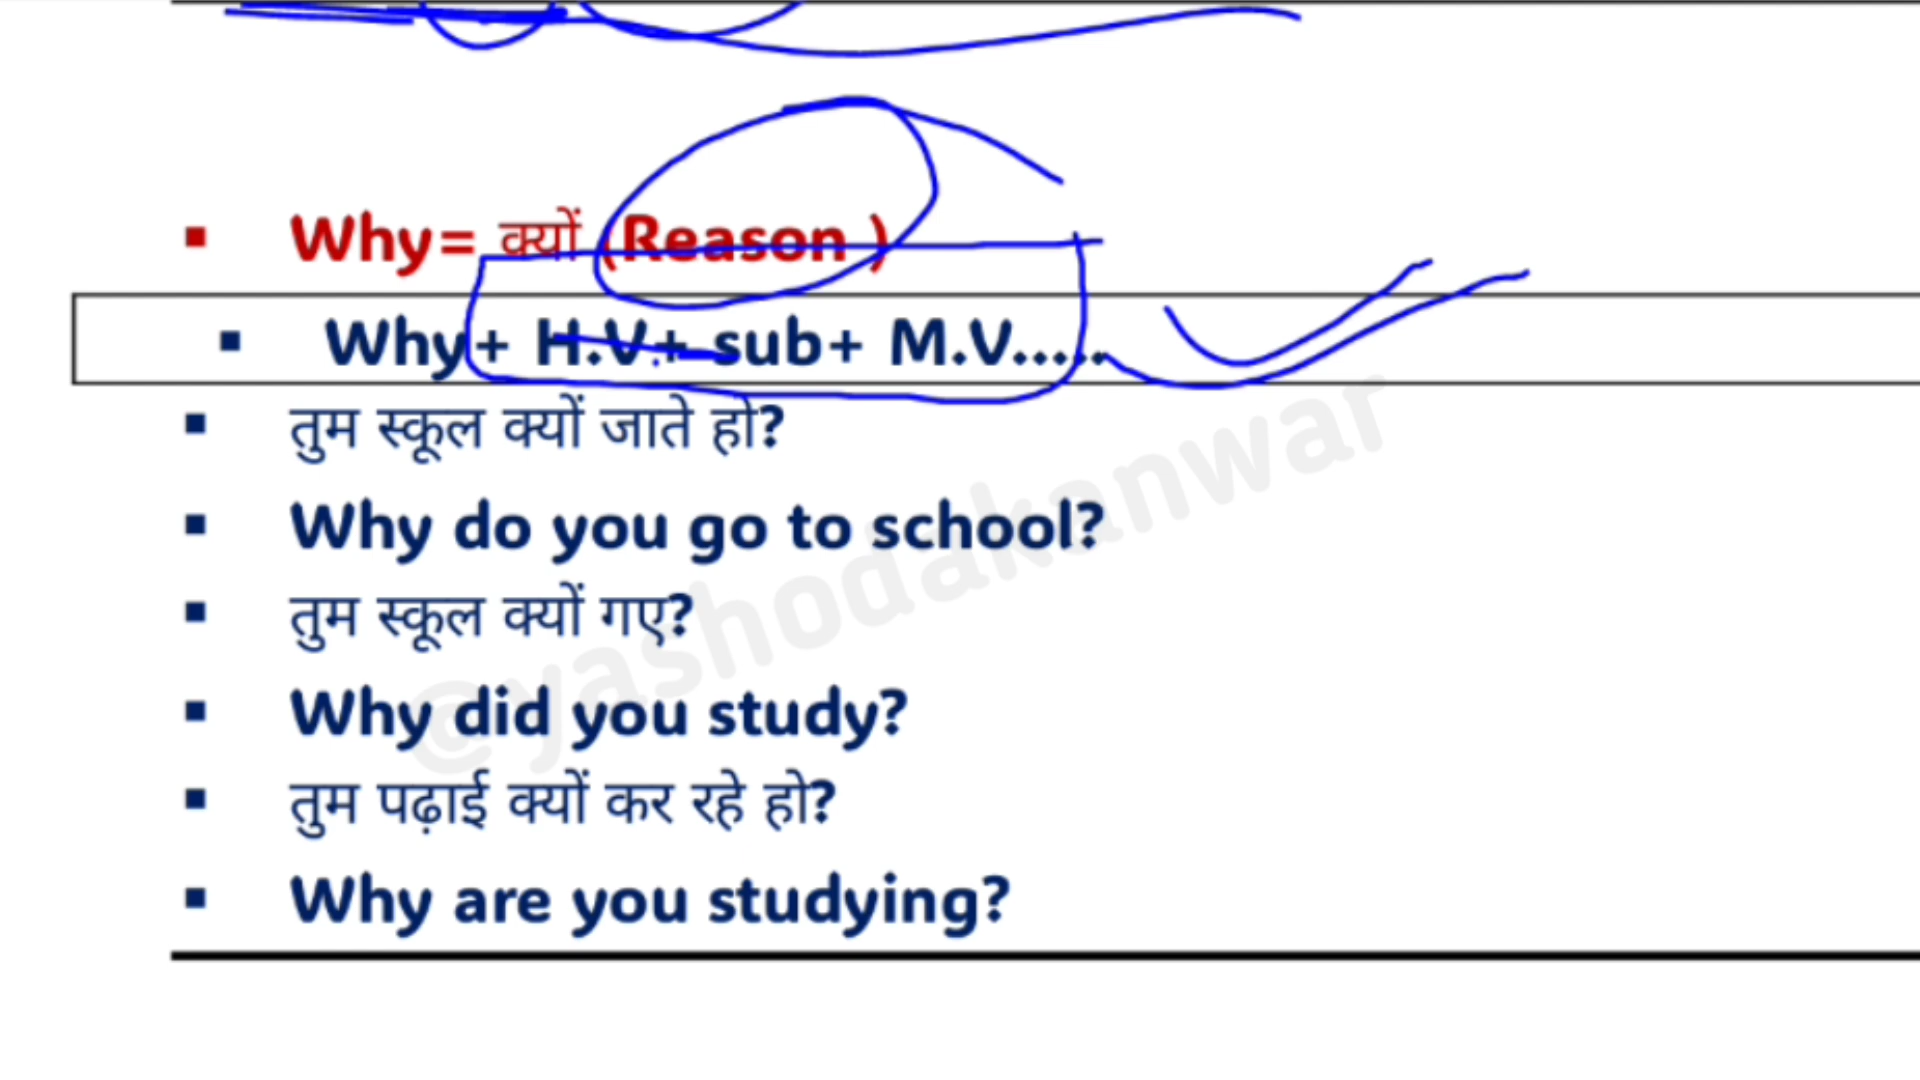 Why= क्यों (Reason )
Why+ H.V.+ sub+ M.V.....
तुम स्कूल क्यों जाते हो?
Why do you go to school?
तुम स्कूल क्यों गए?
Why did you study?
तुम पढ़ाई क्यों कर रहे हो?
Why are you studying?
@yashodakanwar